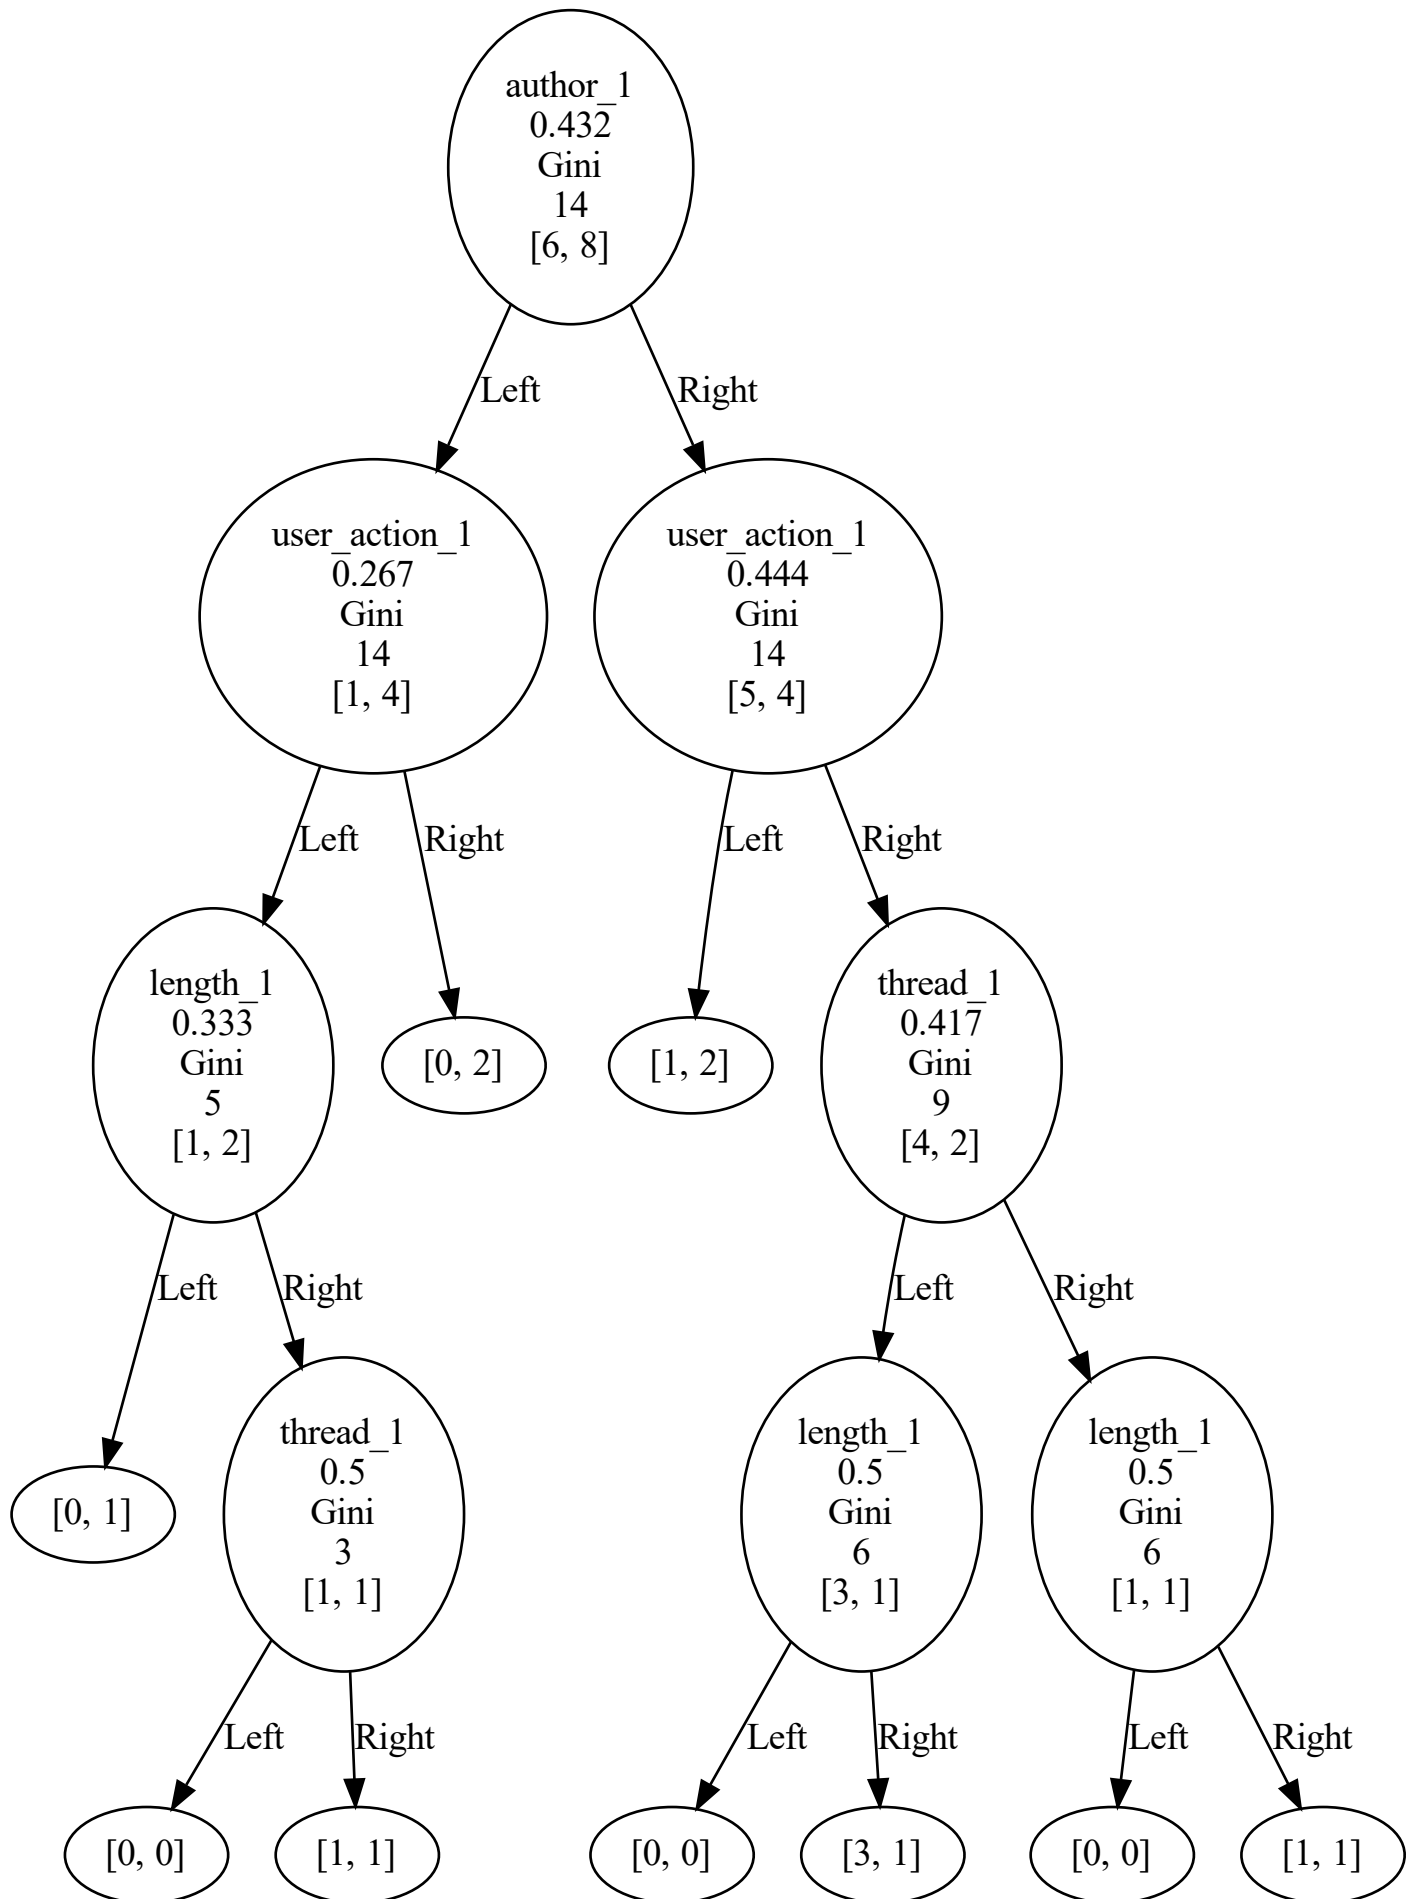 author_1
0.432
Gini
14
[6, 8]
Left
Right
user_action_1
0.267
Gini
14
[1, 4]
user_action_1
0.444
Gini
14
[5, 4]
Left
Right
Left
Right
length_1
0.333
Gini
5
[1, 2]
[0, 2]
[1, 2]
thread_1
0.417
Gini
9
[4, 2]
Left
Right
Left
Right
[0, 1]
thread_1
0.5
Gini
3
[1, 1]
length_1
0.5
Gini
6
[3, 1]
length_1
0.5
Gini
6
[1, 1]
Left
Right
Left
Right
Left
Right
[0, 0]
[1, 1]
[0, 0]
[3, 1]
[0, 0]
[1, 1]